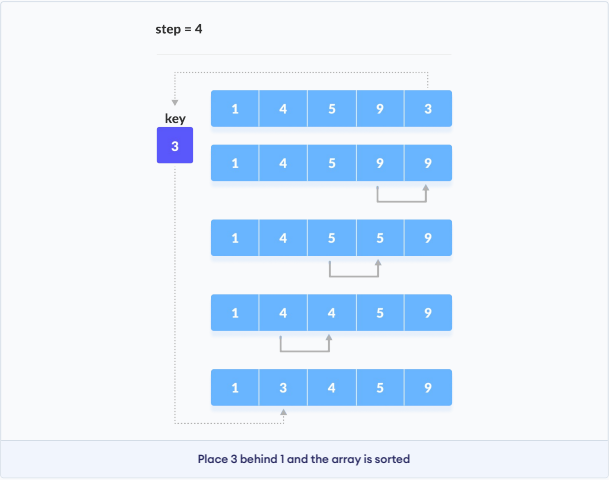 step = 4
1 4 5 9 3
key
3
1 4 5 9 9
1 4 5 5 9
1 4 4 5 9
1 3 4 5 9
Place 3 behind 1 and the array is sorted